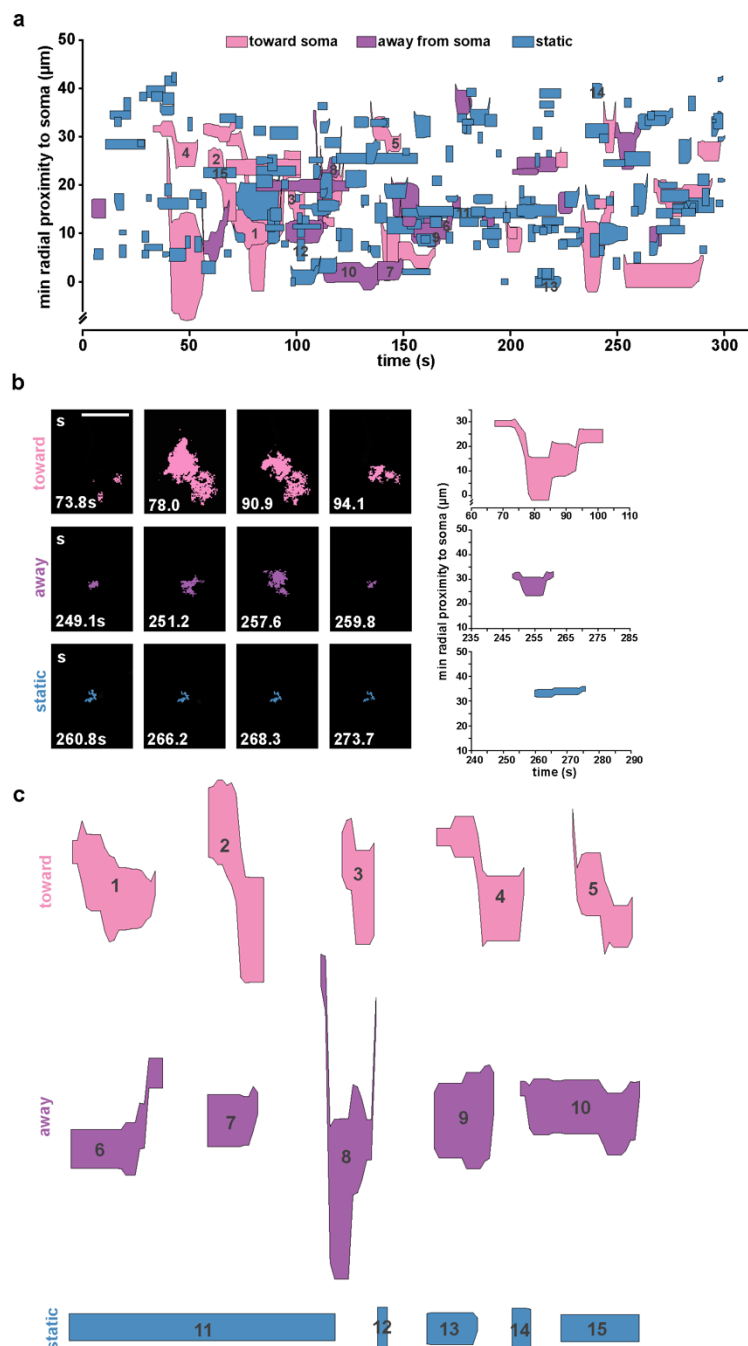 a
toward soma away from soma static
min radial proximity to soma (µm)
50
40
30
20
10
0
14
4
2
5
8
15
3
11
1
6
9
12
10
7
13
0 50 100 150 200 250 300
time (s)
b
toward
s
73.8s 78.0 90.9 94.1
away
s
249.1s 251.2 257.6 259.8
static
s
260.8s 266.2 268.3 273.7
min radial proximity to soma (µm)
30
20
10
0
60 70 80 90 100 110
50
40
30
20
10
235 245 255 265 275 285
50
40
30
20
10
240 250 260 270 280 290
time (s)
c
toward
1 2 3 4 5
away
6 7 8 9 10
static
11 12 13 14 15